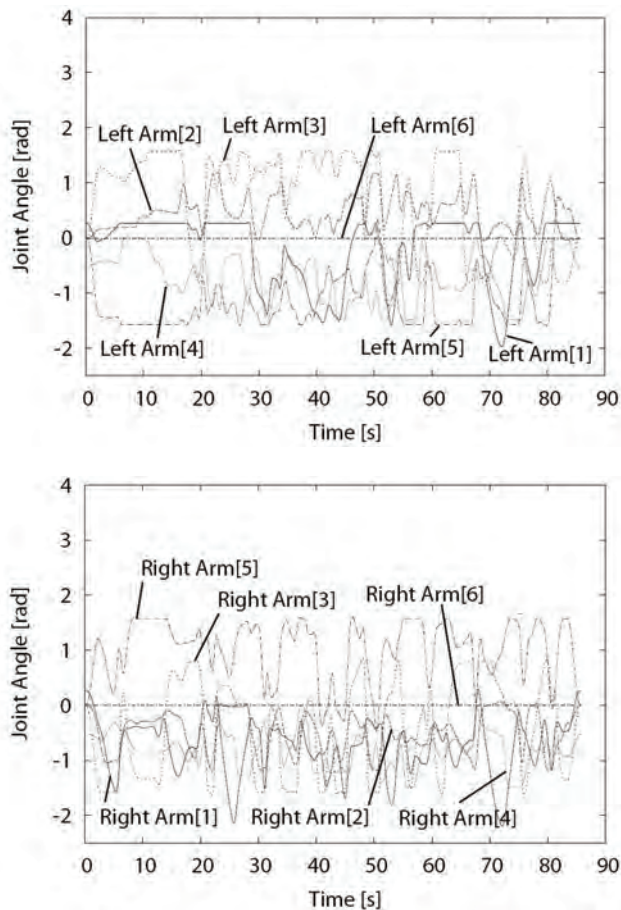 4
3
Left Arm[2]
Left Arm[3]
Left Arm[6]
2
1
0
-1
-2
Joint Angle [rad]
Left Arm[4]
Left Arm[5]
Left Arm[1]
0 10 20 30 40 50 60 70 80 90
Time [s]
4
3
Right Arm[5]
Right Arm[3]
Right Arm[6]
2
1
0
-1
-2
Joint Angle [rad]
Right Arm[1]
Right Arm[2]
Right Arm[4]
0 10 20 30 40 50 60 70 80 90
Time [s]